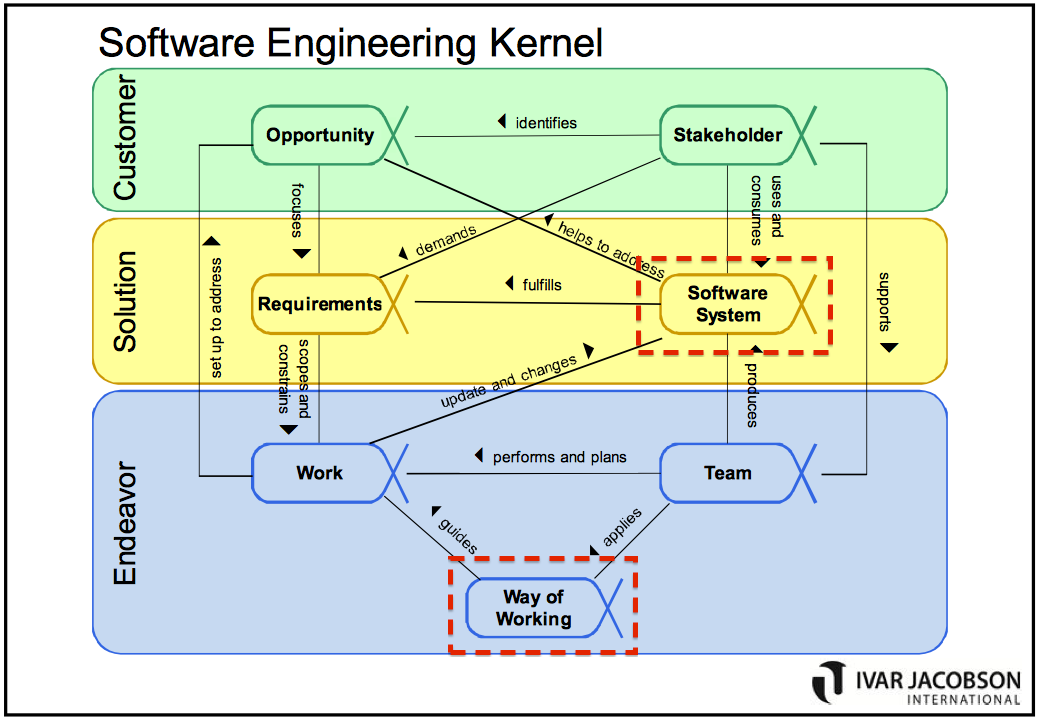 Software Engineering Kernel
Customer
Opportunity
identifies
Stakeholder
focuses
uses and
consumes
demands
helps to address
Solution
set up to address
Requirements
fulfills
Software
System
supports
scopes and
constrains
update and changes
produces
Endeavor
Work
performs and plans
Team
guides
applies
Way of
Working
IVAR JACOBSON
INTERNATIONAL